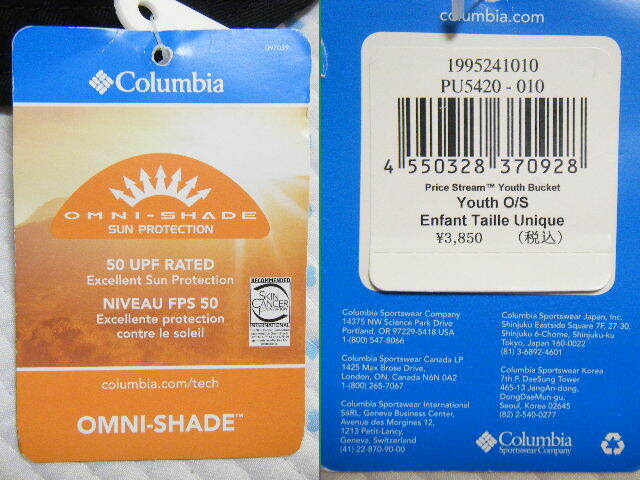 097039
Columbia
OMNI-SHADE
SUN PROTECTION
50 UPF RATED
Excellent Sun Protection
NIVEAU FPS 50
Excellente protection
contre le soleil
RECOMMENDED
SKIN
CANCER
FOUNDATION
INTERNATIONAL
columbia.com/tech
OMNI-SHADE™
columbia.com
1995241010
PU5420 - 010
4 550328 370928
Price Stream™ Youth Bucket
Youth O/S
Enfant Taille Unique
¥3,850 (税込)
Columbia Sportswear Company
14375 NW Science Park Drive
Portland, OR 97229-5418 USA
1-(800) 547-8066
Columbia Sportswear Canada LP
1425 Max Brose Drive,
London, ON, Canada N6N 0A2
1-(800) 265-7067
Columbia Sportswear International
SàRL, Geneva Business Center,
Avenue des Morgines 12,
1213 Petit-Lancy,
Geneva, Switzerland
(41) 22-870-90-00
Columbia Sportswear Japan, Inc.
Shinjuku Eastside Square 7F, 27-30,
Shinjuku 6-Chome, Shinjuku-ku
Tokyo, Japan 160-0022
(81) 3-6892-4601
Columbia Sportswear Korea
7th F. DaeSung Tower
465-13 JangAn-dong,
DongDaeMun-gu,
Seoul, Korea 02645
(82) 2-540-0277
Columbia
Sportswear Company